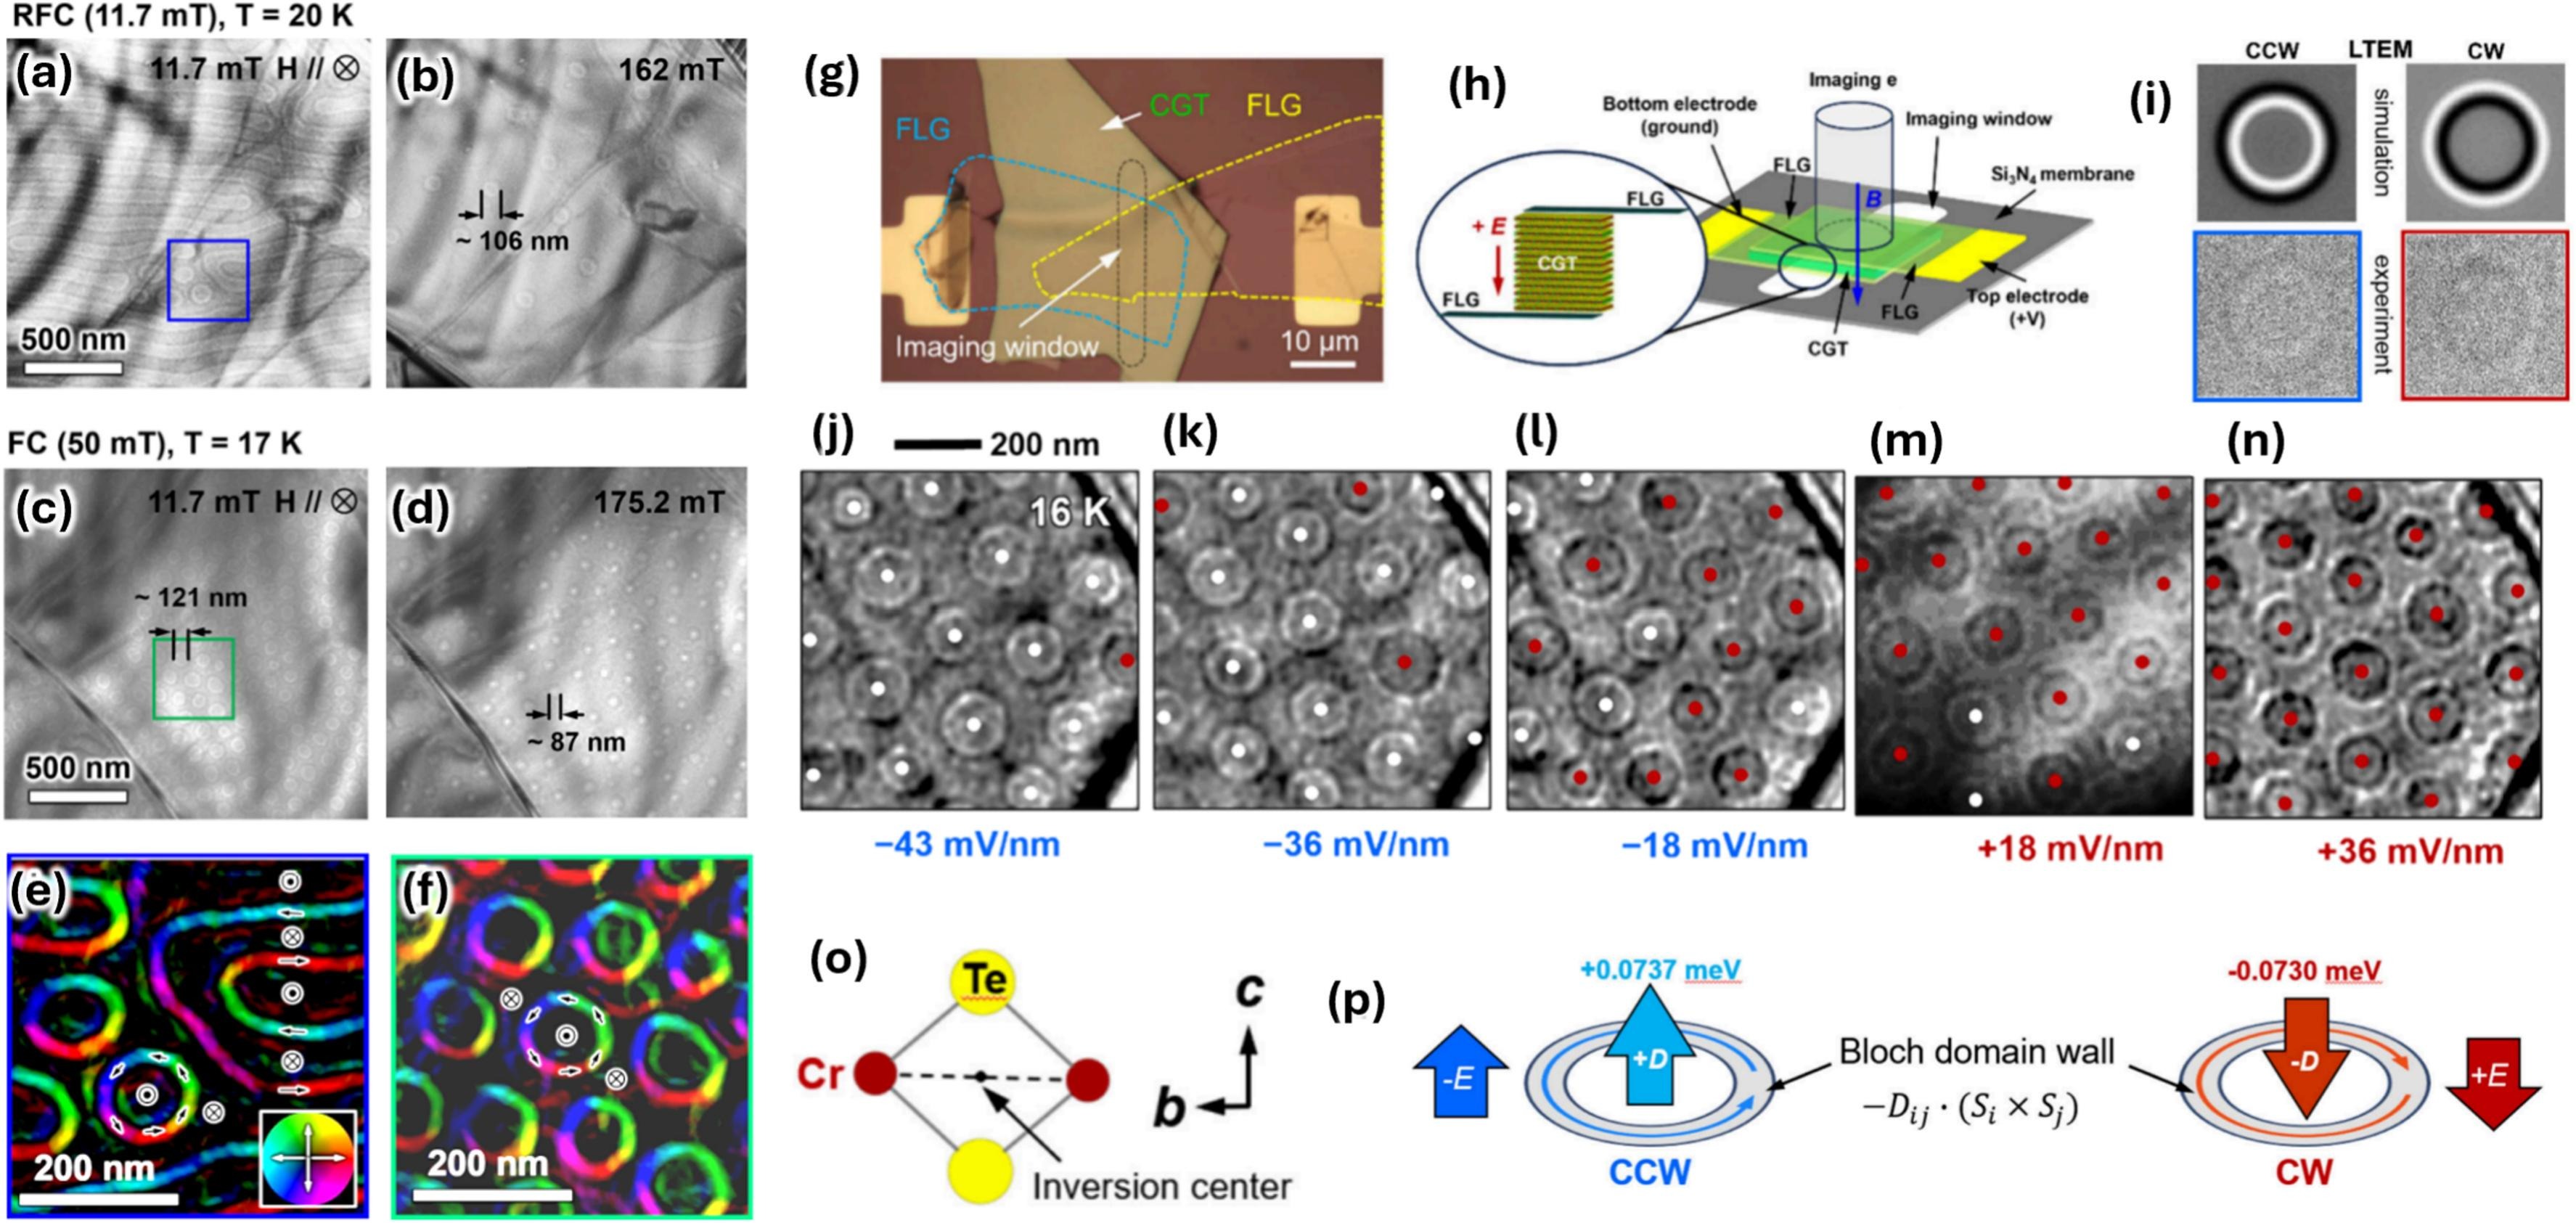 RFC (11.7 mT), T = 20 K
(a)
11.7 mT H // ⊗
500 nm
(b)
162 mT
~ 106 nm
FC (50 mT), T = 17 K
(c)
11.7 mT H // ⊗
~ 121 nm
500 nm
(d)
175.2 mT
~ 87 nm
(e)
200 nm
(f)
200 nm
(g)
FLG
CGT
FLG
Imaging window
10 µm
(h)
Imaging e
Bottom electrode
(ground)
Imaging window
FLG
Si₃N₄ membrane
FLG
B
+ E
CGT
FLG
FLG
Top electrode
(+V)
CGT
(i)
CCW
LTEM
CW
simulation
experiment
(j)
200 nm
16 K
−43 mV/nm
(k)
−36 mV/nm
(l)
−18 mV/nm
(m)
+18 mV/nm
(n)
+36 mV/nm
(o)
Te
Cr
c
b
Inversion center
(p)
+0.0737 meV
-E
+D
CCW
Bloch domain wall
−Dᵢⱼ · (Sᵢ × Sⱼ)
-0.0730 meV
-D
+E
CW